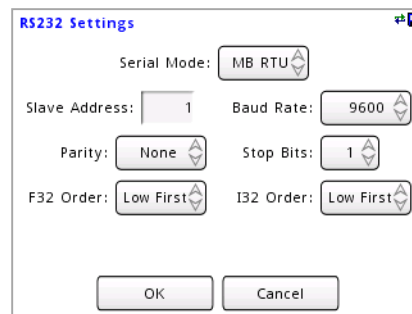 RS232 Settings
Serial Mode: MB RTU
Slave Address: 1 Baud Rate: 9600
Parity: None Stop Bits: 1
F32 Order: Low First I32 Order: Low First
OK Cancel